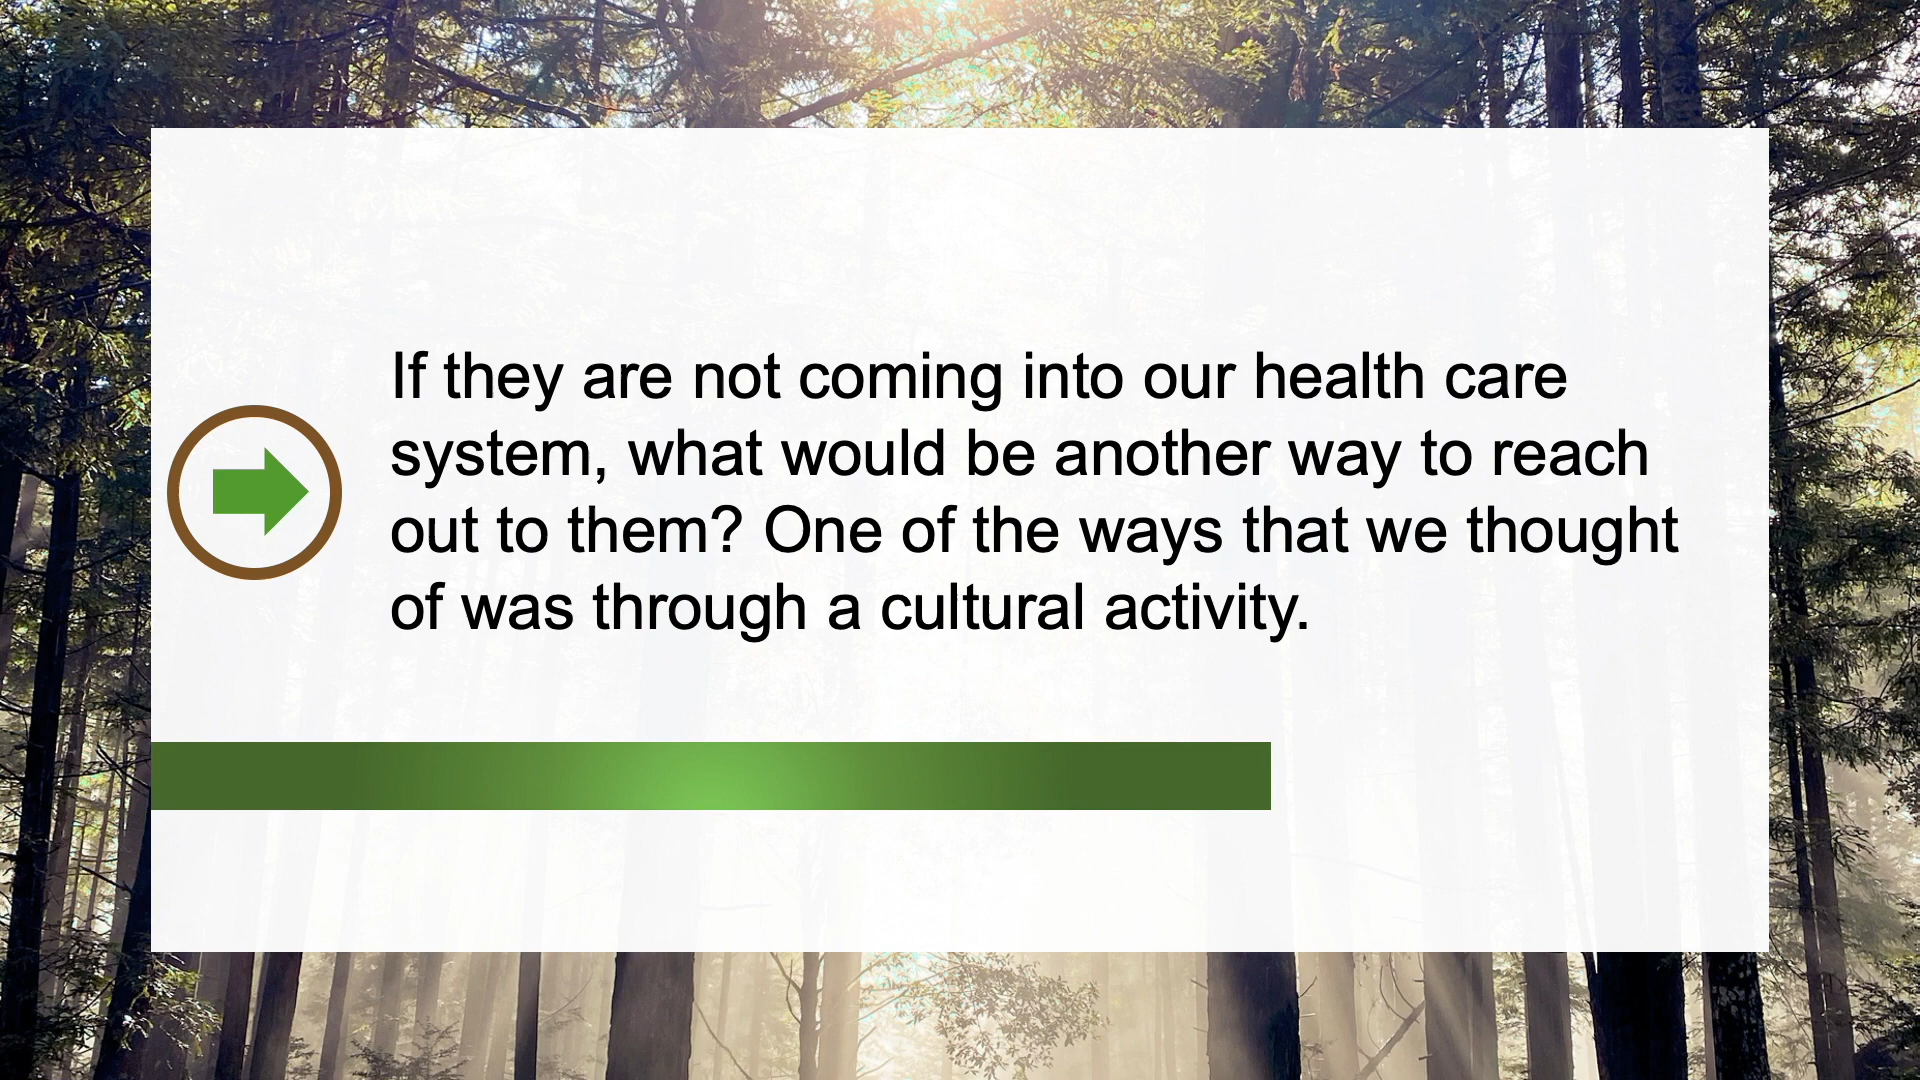 If they are not coming into our health care
system, what would be another way to reach
out to them? One of the ways that we thought
of was through a cultural activity.